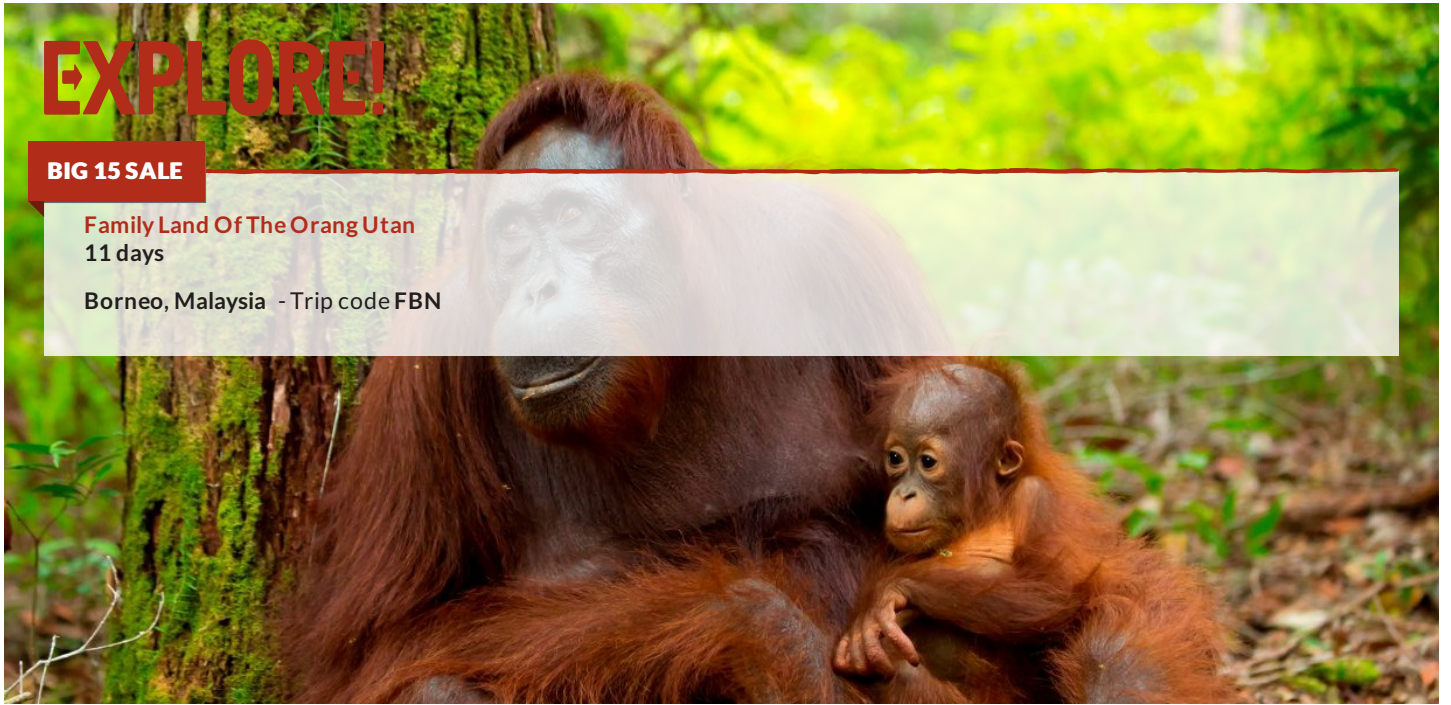 EXPLORE!
BIG 15 SALE
Family Land Of The Orang Utan
11 days
Borneo, Malaysia - Trip code FBN